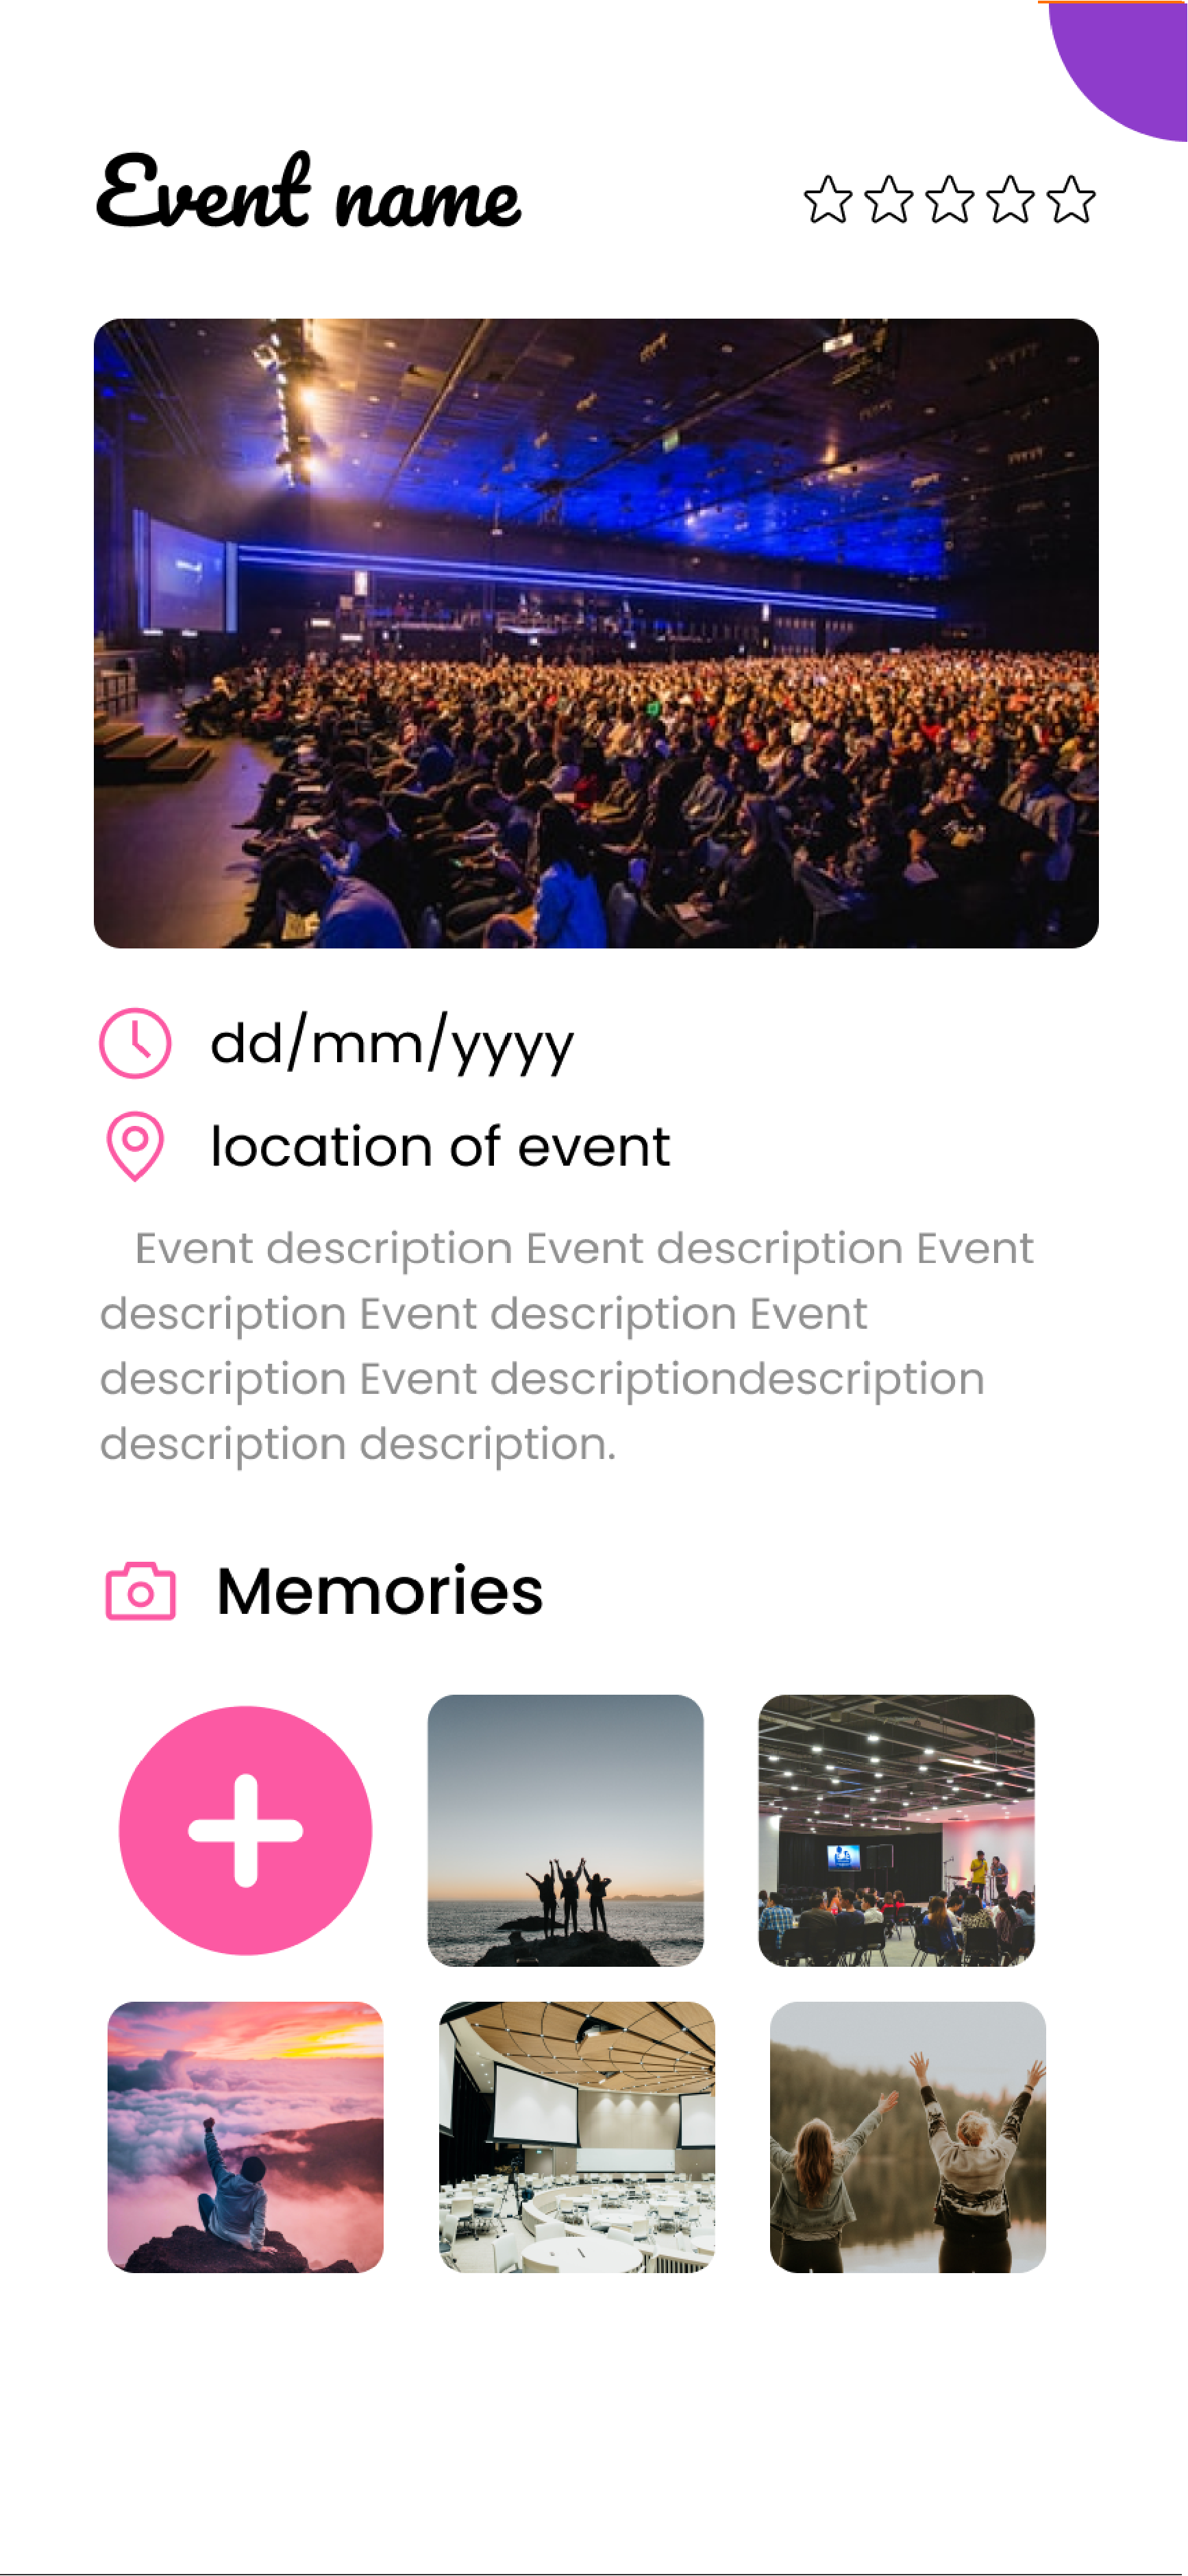 Event name
dd/mm/yyyy
location of event
Event description Event description Event
description Event description Event
description Event descriptiondescription
description description.
Memories